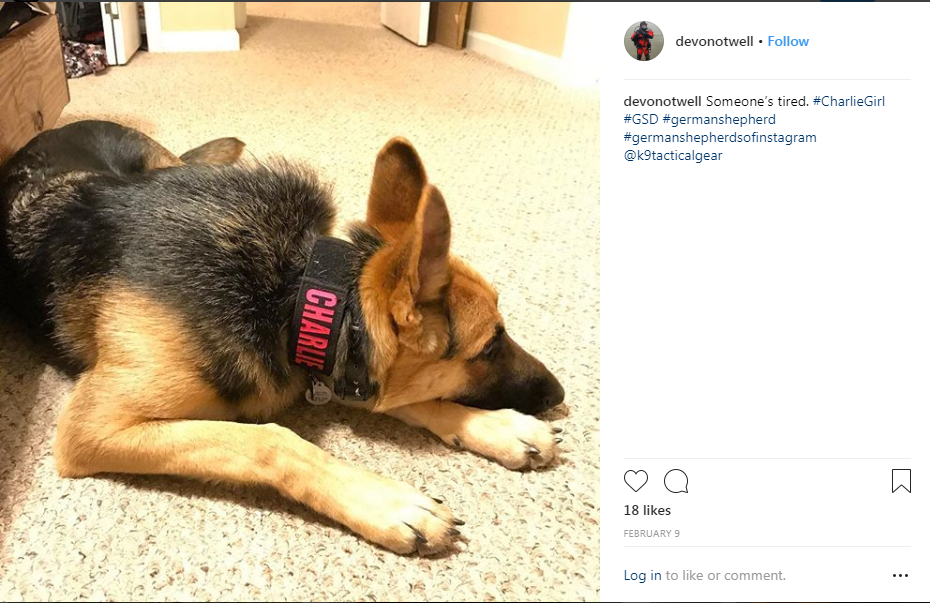 CHARLIE
devonotwell • Follow
devonotwell Someone's tired. #CharlieGirl
#GSD #germanshepherd
#germanshepherdsofinstagram
@k9tacticalgear
18 likes
FEBRUARY 9
Log in to like or comment.